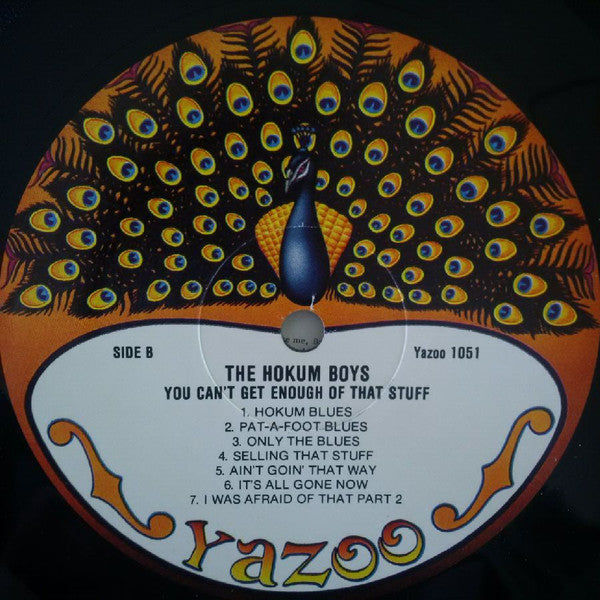 SIDE B
Yazoo 1051
THE HOKUM BOYS
YOU CAN'T GET ENOUGH OF THAT STUFF
1. HOKUM BLUES
2. PAT-A-FOOT BLUES
3. ONLY THE BLUES
4. SELLING THAT STUFF
5. AIN'T GOIN' THAT WAY
6. IT'S ALL GONE NOW
7. I WAS AFRAID OF THAT PART 2
Yazoo